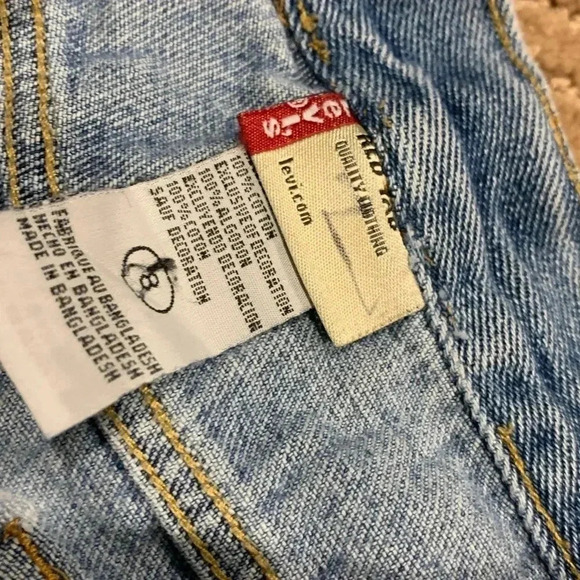 Levi's
RED TAB
QUALITY CLOTHING
levi.com
100% COTTON
EXCLUSIVE OF DECORATION
100% ALGODON
EXCLUYENDO DECORACION
100% COTON
SAUF DECORATION
8
FABRIQUE AU BANGLADESH
HECHO EN BANGLADESH
MADE IN BANGLADESH